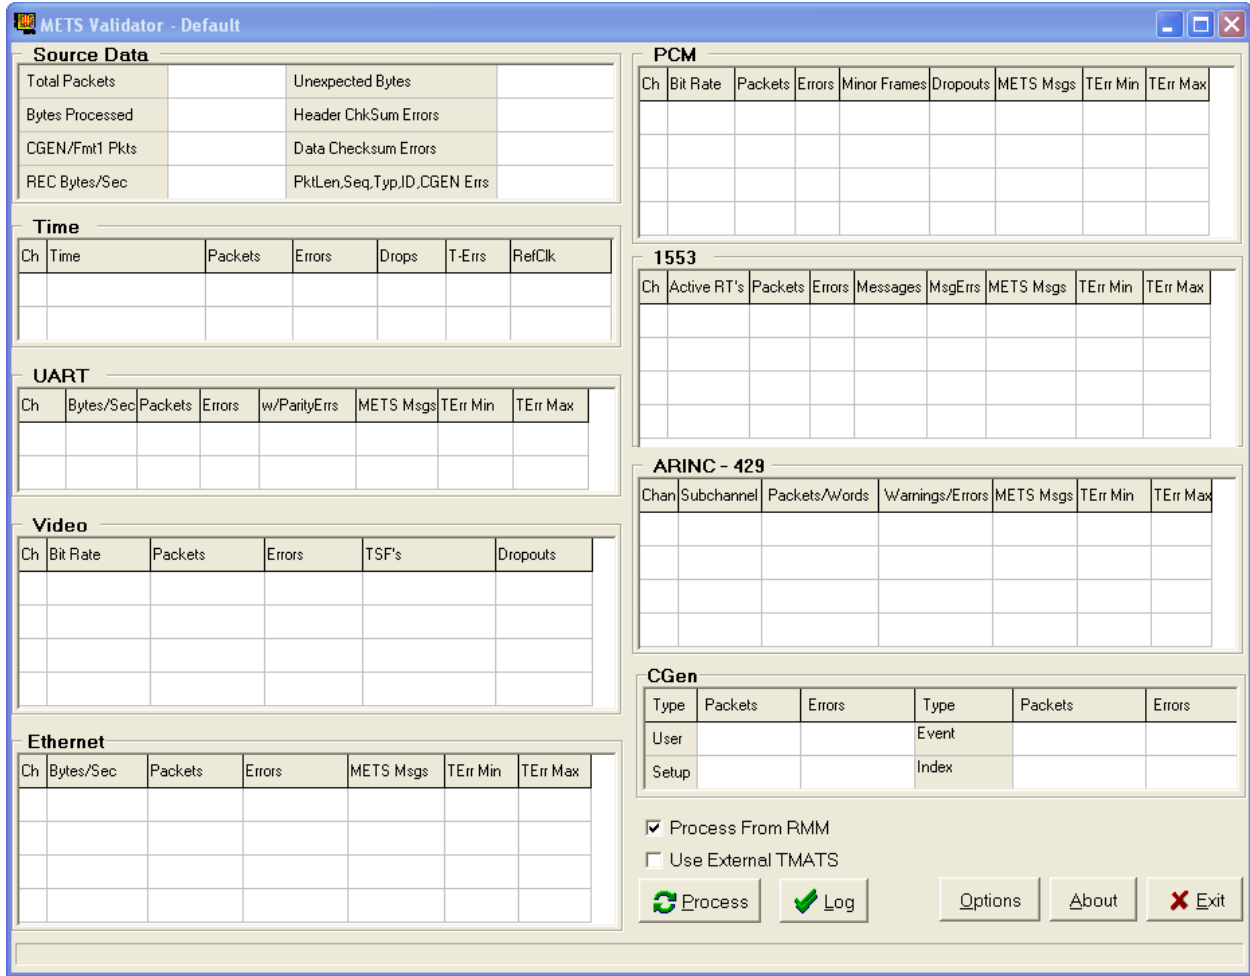 METS Validator - Default
Source Data
Total Packets Unexpected Bytes
Bytes Processed Header ChkSum Errors
CGEN/Fmt1 Pkts Data Checksum Errors
REC Bytes/Sec PktLen,Seq,Typ,ID,CGEN Errs
Time
Ch Time Packets Errors Drops T-Errs RefClk
UART
Ch Bytes/Sec Packets Errors w/ParityErrs METS Msgs TErr Min TErr Max
Video
Ch Bit Rate Packets Errors TSF's Dropouts
Ethernet
Ch Bytes/Sec Packets Errors METS Msgs TErr Min TErr Max
PCM
Ch Bit Rate Packets Errors Minor Frames Dropouts METS Msgs TErr Min TErr Max
1553
Ch Active RT's Packets Errors Messages MsgErrs METS Msgs TErr Min TErr Max
ARINC - 429
Chan Subchannel Packets/Words Warnings/Errors METS Msgs TErr Min TErr Max
CGen
Type Packets Errors Type Packets Errors
User Event
Setup Index
Process From RMM
Use External TMATS
Process Log Options About Exit